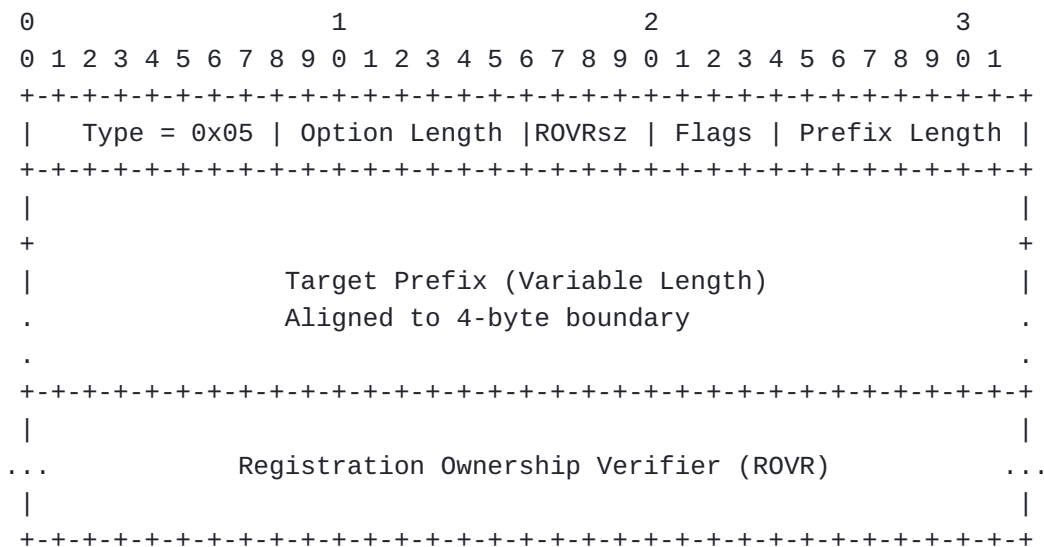 0                   1                   2                   3
0 1 2 3 4 5 6 7 8 9 0 1 2 3 4 5 6 7 8 9 0 1 2 3 4 5 6 7 8 9 0 1
+-+-+-+-+-+-+-+-+-+-+-+-+-+-+-+-+-+-+-+-+-+-+-+-+-+-+-+-+-+-+-+-+
|   Type = 0x05 | Option Length |ROVRsz | Flags | Prefix Length |
+-+-+-+-+-+-+-+-+-+-+-+-+-+-+-+-+-+-+-+-+-+-+-+-+-+-+-+-+-+-+-+-+
|                                                               |
+                                                               +
|                Target Prefix (Variable Length)                |
.                Aligned to 4-byte boundary                     .
.                                                               .
+-+-+-+-+-+-+-+-+-+-+-+-+-+-+-+-+-+-+-+-+-+-+-+-+-+-+-+-+-+-+-+-+
|                                                               |
...            Registration Ownership Verifier (ROVR)           ...
|                                                               |
+-+-+-+-+-+-+-+-+-+-+-+-+-+-+-+-+-+-+-+-+-+-+-+-+-+-+-+-+-+-+-+-+